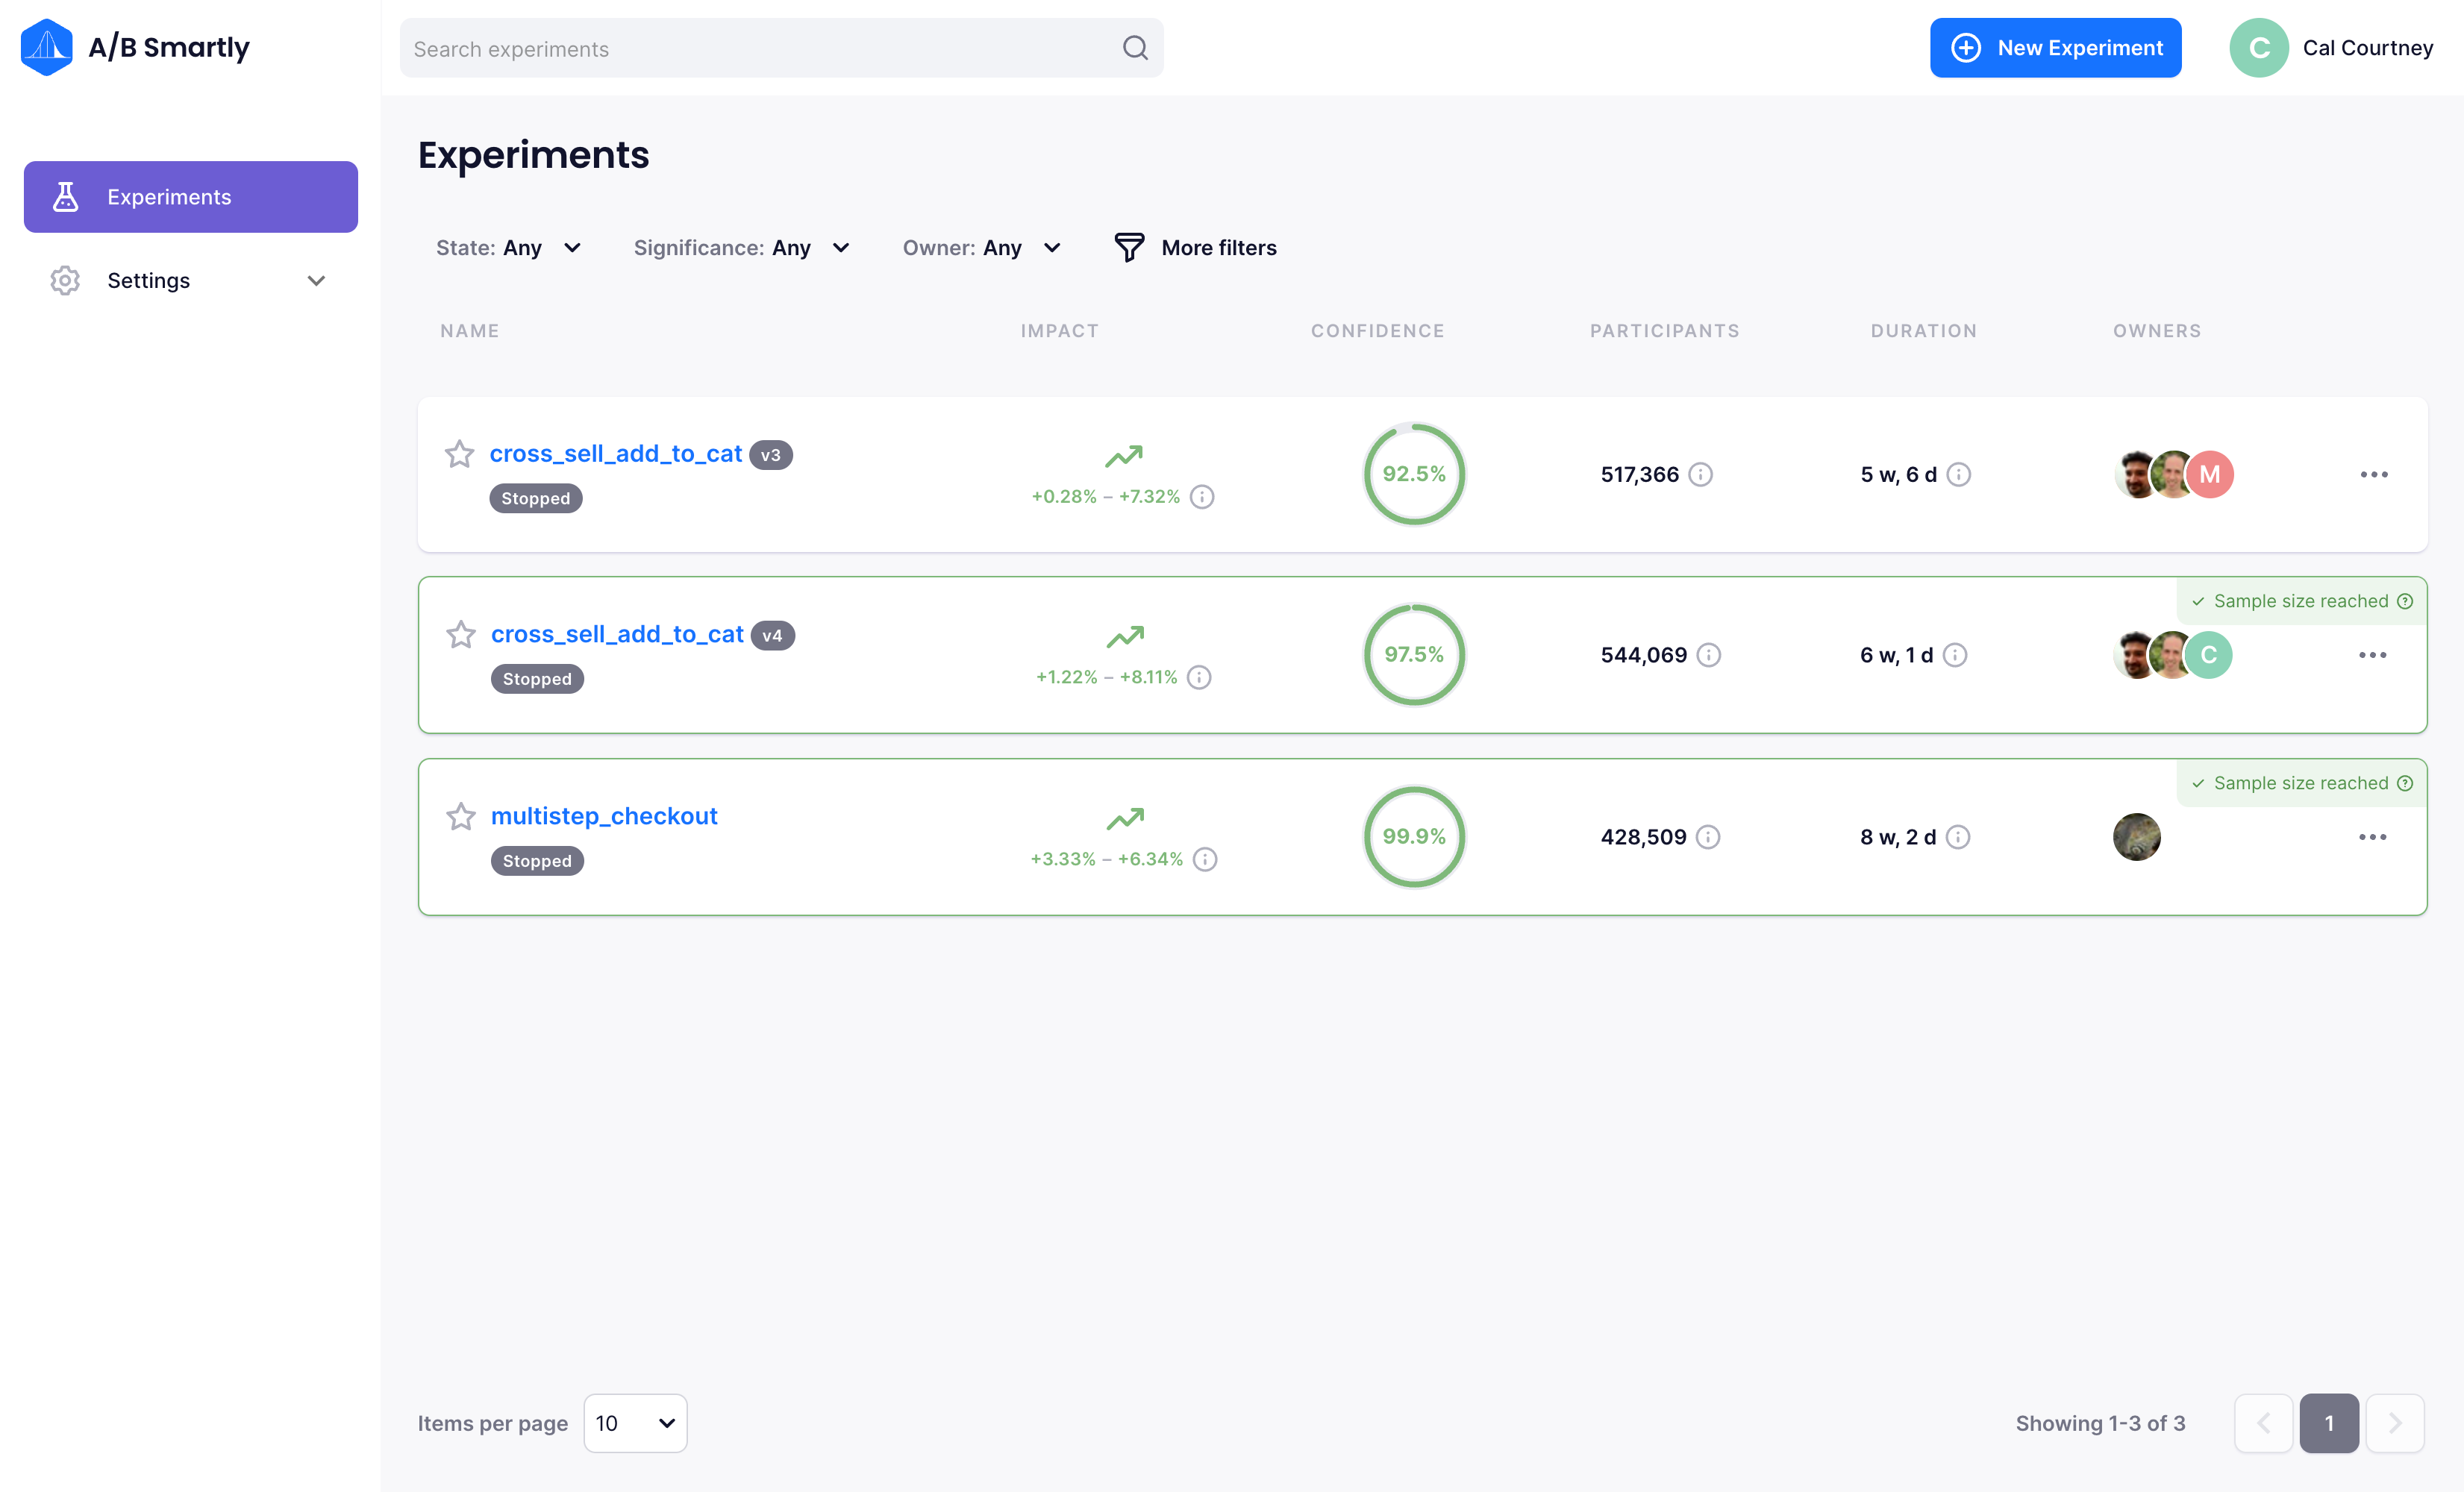 A/B Smartly
Search experiments
New Experiment
C
Cal Courtney
Experiments
Settings
Experiments
State: Any
Significance: Any
Owner: Any
More filters
NAME
IMPACT
CONFIDENCE
PARTICIPANTS
DURATION
OWNERS
cross_sell_add_to_cat v3
Stopped
+0.28% – +7.32%
92.5%
517,366
5 w, 6 d
M
Sample size reached
cross_sell_add_to_cat v4
Stopped
+1.22% – +8.11%
97.5%
544,069
6 w, 1 d
C
Sample size reached
multistep_checkout
Stopped
+3.33% – +6.34%
99.9%
428,509
8 w, 2 d
Items per page 10
Showing 1-3 of 3
1